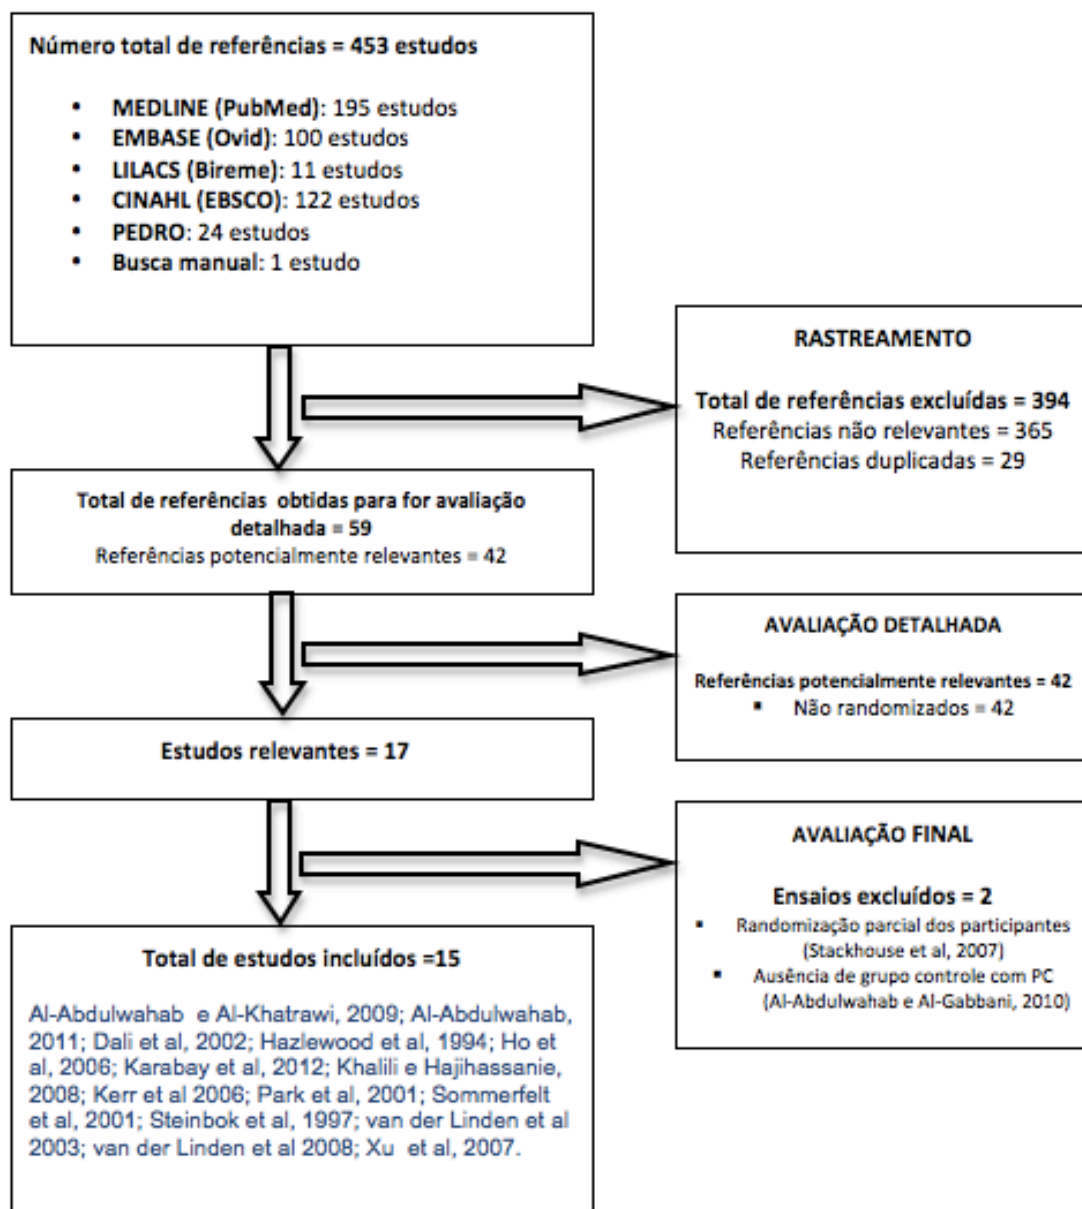 Número total de referências = 453 estudos
• MEDLINE (PubMed): 195 estudos
• EMBASE (Ovid): 100 estudos
• LILACS (Bireme): 11 estudos
• CINAHL (EBSCO): 122 estudos
• PEDRO: 24 estudos
• Busca manual: 1 estudo
RASTREAMENTO
Total de referências excluídas = 394
Referências não relevantes = 365
Referências duplicadas = 29
Total de referências obtidas para for avaliação
detalhada = 59
Referências potencialmente relevantes = 42
AVALIAÇÃO DETALHADA
Referências potencialmente relevantes = 42
▪ Não randomizados = 42
Estudos relevantes = 17
AVALIAÇÃO FINAL
Ensaios excluídos = 2
▪ Randomização parcial dos participantes
(Stackhouse et al, 2007)
▪ Ausência de grupo controle com PC
(Al-Abdulwahab e Al-Gabbani, 2010)
Total de estudos incluídos =15
Al-Abdulwahab e Al-Khatrawi, 2009; Al-Abdulwahab,
2011; Dali et al, 2002; Hazlewood et al, 1994; Ho et
al, 2006; Karabay et al, 2012; Khalili e Hajihassanie,
2008; Kerr et al 2006; Park et al, 2001; Sommerfelt
et al, 2001; Steinbok et al, 1997; van der Linden et al
2003; van der Linden et al 2008; Xu et al, 2007.